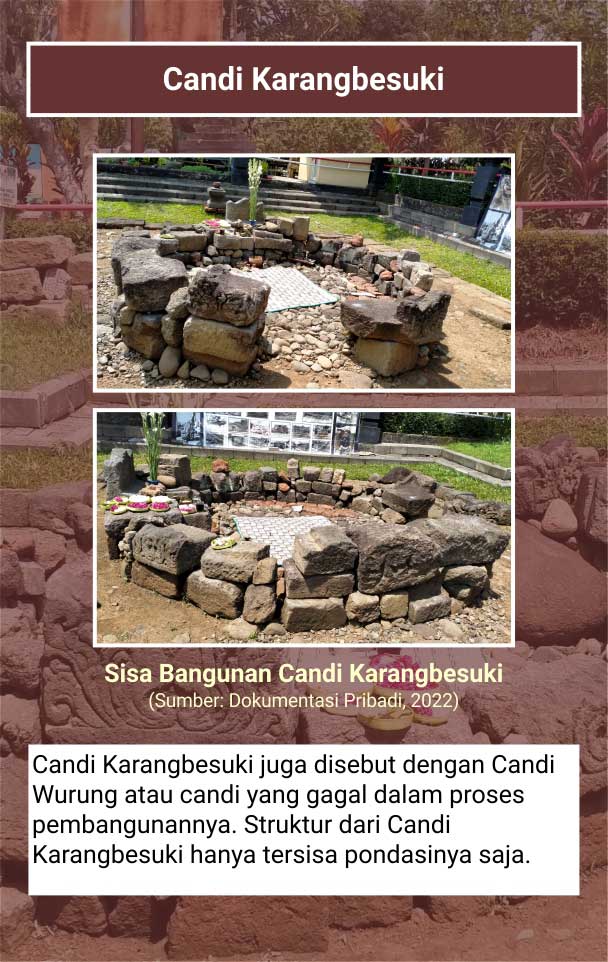 Candi Karangbesuki
Sisa Bangunan Candi Karangbesuki
(Sumber: Dokumentasi Pribadi, 2022)
Candi Karangbesuki juga disebut dengan Candi
Wurung atau candi yang gagal dalam proses
pembangunannya. Struktur dari Candi
Karangbesuki hanya tersisa pondasinya saja.